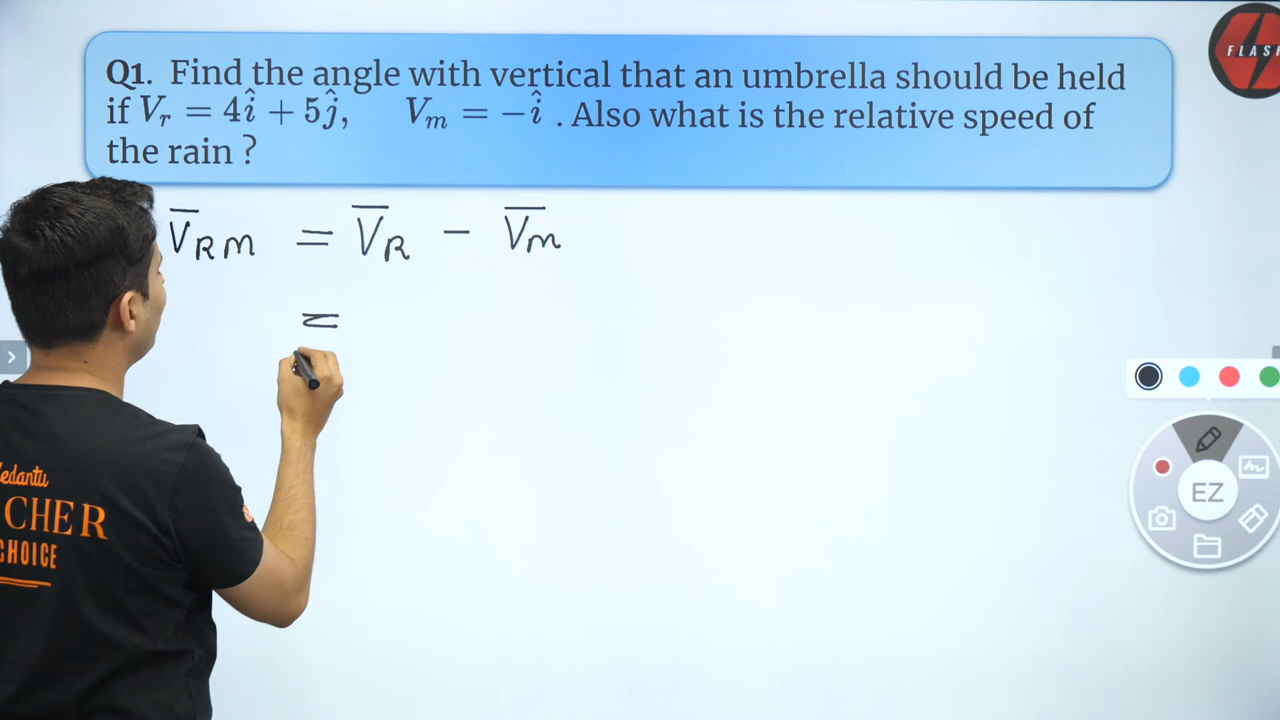 Q1. Find the angle with vertical that an umbrella should be held
if V_r = 4î + 5ĵ, V_m = −î . Also what is the relative speed of
the rain ?
V̅_RM = V̅_R − V̅_M
=
FLASH
EZ
edantu
CHER
CHOICE